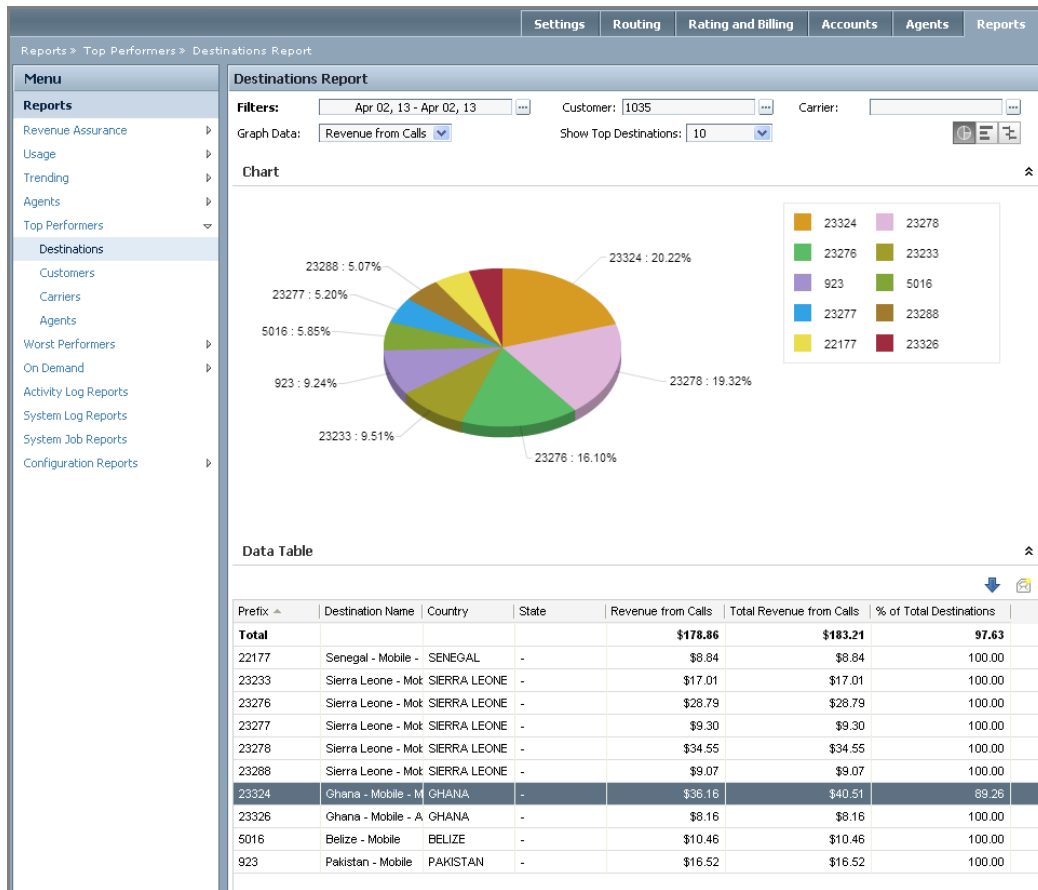 Settings Routing Rating and Billing Accounts Agents Reports
Reports » Top Performers » Destinations Report
Menu
Reports
Revenue Assurance
Usage
Trending
Agents
Top Performers
Destinations
Customers
Carriers
Agents
Worst Performers
On Demand
Activity Log Reports
System Log Reports
System Job Reports
Configuration Reports
Destinations Report
Filters: Apr 02, 13 - Apr 02, 13 ... Customer: 1035 ... Carrier: ...
Graph Data: Revenue from Calls Show Top Destinations: 10
Chart
23324 : 20.22%
23278 : 19.32%
23276 : 16.10%
23233 : 9.51%
923 : 9.24%
5016 : 5.85%
23277 : 5.20%
23288 : 5.07%
23324 23278
23276 23233
923 5016
23277 23288
22177 23326
Data Table
Prefix Destination Name Country State Revenue from Calls Total Revenue from Calls % of Total Destinations
Total $178.86 $183.21 97.63
22177 Senegal - Mobile - SENEGAL - $8.84 $8.84 100.00
23233 Sierra Leone - Mob SIERRA LEONE - $17.01 $17.01 100.00
23276 Sierra Leone - Mob SIERRA LEONE - $28.79 $28.79 100.00
23277 Sierra Leone - Mob SIERRA LEONE - $9.30 $9.30 100.00
23278 Sierra Leone - Mob SIERRA LEONE - $34.55 $34.55 100.00
23288 Sierra Leone - Mob SIERRA LEONE - $9.07 $9.07 100.00
23324 Ghana - Mobile - M GHANA - $36.16 $40.51 89.26
23326 Ghana - Mobile - A GHANA - $8.16 $8.16 100.00
5016 Belize - Mobile BELIZE - $10.46 $10.46 100.00
923 Pakistan - Mobile PAKISTAN - $16.52 $16.52 100.00